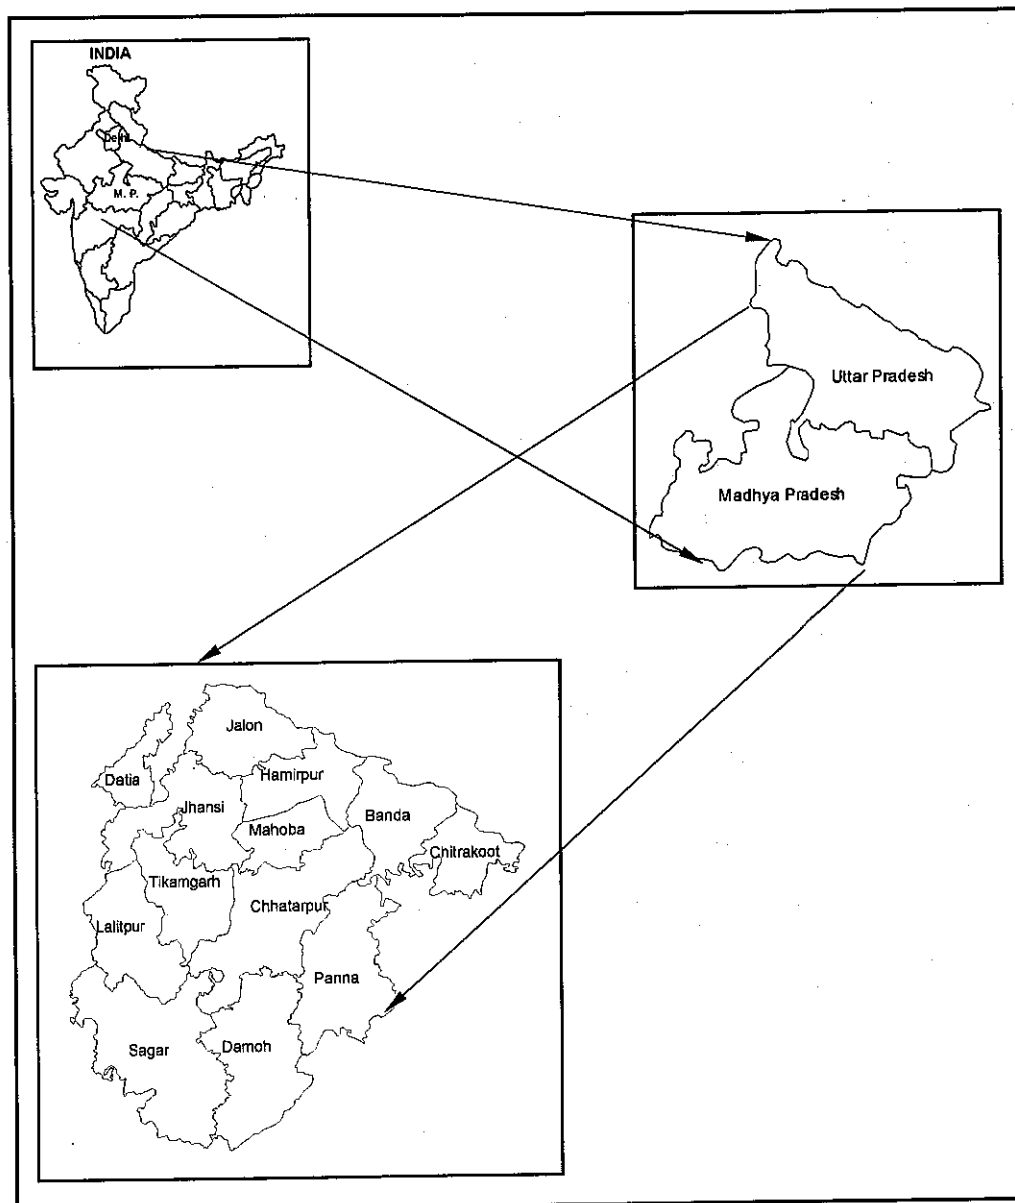 INDIA
Delhi
M. P.
Uttar Pradesh
Madhya Pradesh
Jalon
Datia
Hamirpur
Jhansi
Banda
Mahoba
Chitrakoot
Tikamgarh
Chhatarpur
Lalitpur
Panna
Sagar
Damoh